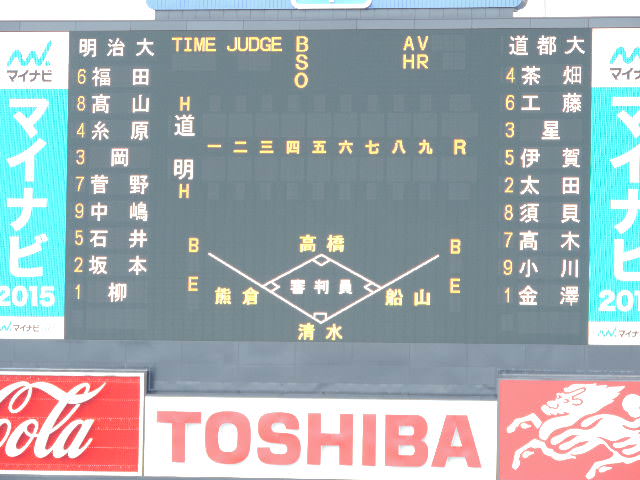 マイナビ
マイナビ
2015
マイナビ
明治大
6 福田
8 高山
4 糸原
3 岡
7 菅野
9 中嶋
5 石井
2 坂本
1 柳
TIME JUDGE
B
S
O
AV
HR
H
道
明
H
一 二 三 四 五 六 七 八 九 R
B
E
高橋
熊倉
審判員
船山
清水
B
E
道都大
4 茶畑
6 工藤
3 星
5 伊賀
2 太田
8 須貝
7 高木
9 小川
1 金澤
マイナビ
マイナビ
マイナビ
Cola
TOSHIBA